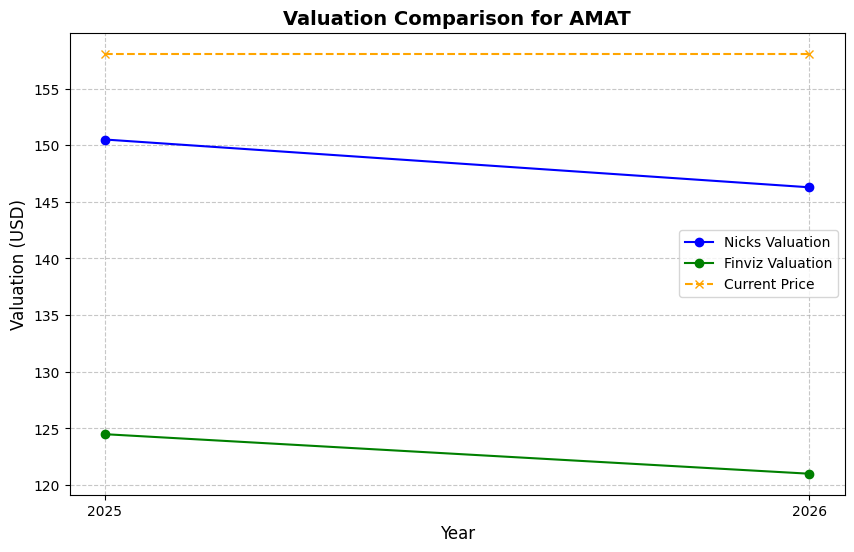 Valuation Comparison for AMAT
Valuation (USD)
155
150
145
140
135
130
125
120
Nicks Valuation
Finviz Valuation
Current Price
2025
2026
Year